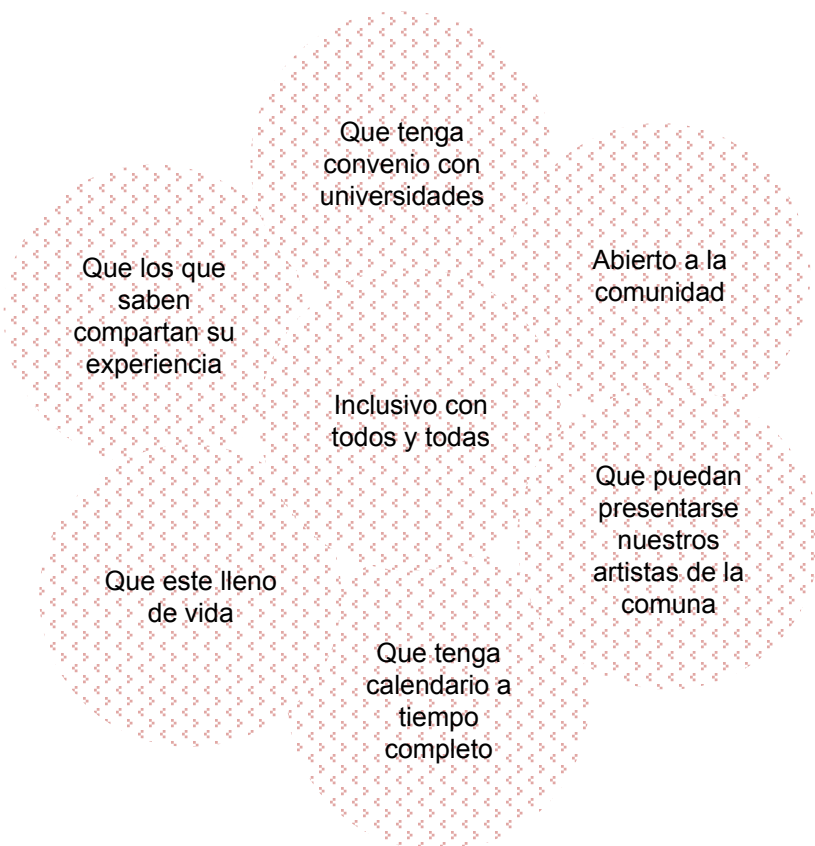 Que tenga
convenio con
universidades
Abierto a la
comunidad
Que los que
saben
compartan su
experiencia
Inclusivo con
todos y todas
Que puedan
presentarse
nuestros
artistas de la
comuna
Que este lleno
de vida
Que tenga
calendario a
tiempo
completo